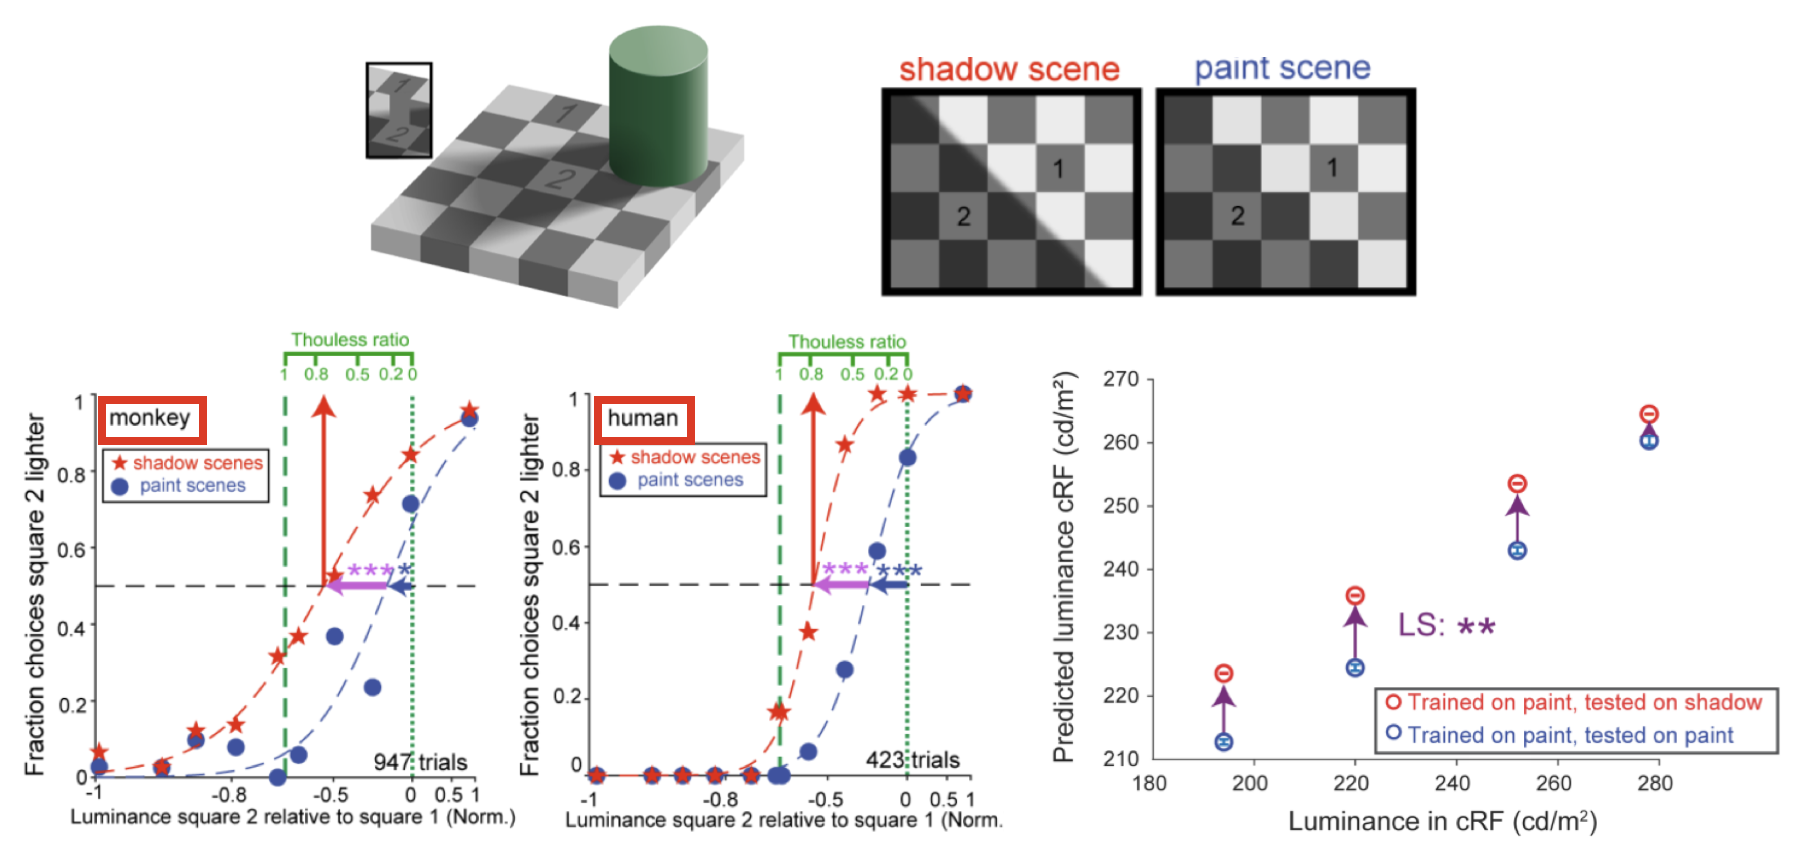 1
2
1
2
shadow scene
paint scene
1
2
1
2
Thouless ratio
1 0.8 0.5 0.2 0
monkey
shadow scenes
paint scenes
*** *
947 trials
Fraction choices square 2 lighter
1
0.8
0.6
0.4
0.2
0
-1 -0.8 -0.5 0 0.5 1
Luminance square 2 relative to square 1 (Norm.)
Thouless ratio
1 0.8 0.5 0.2 0
human
shadow scenes
paint scenes
*** ***
423 trials
Fraction choices square 2 lighter
1
0.8
0.6
0.4
0.2
0
-1 -0.8 -0.5 0 0.5 1
Luminance square 2 relative to square 1 (Norm.
Predicted luminance cRF (cd/m²)
270
260
250
240
230
220
210
LS: **
Trained on paint, tested on shadow
Trained on paint, tested on paint
180 200 220 240 260 280
Luminance in cRF (cd/m²)